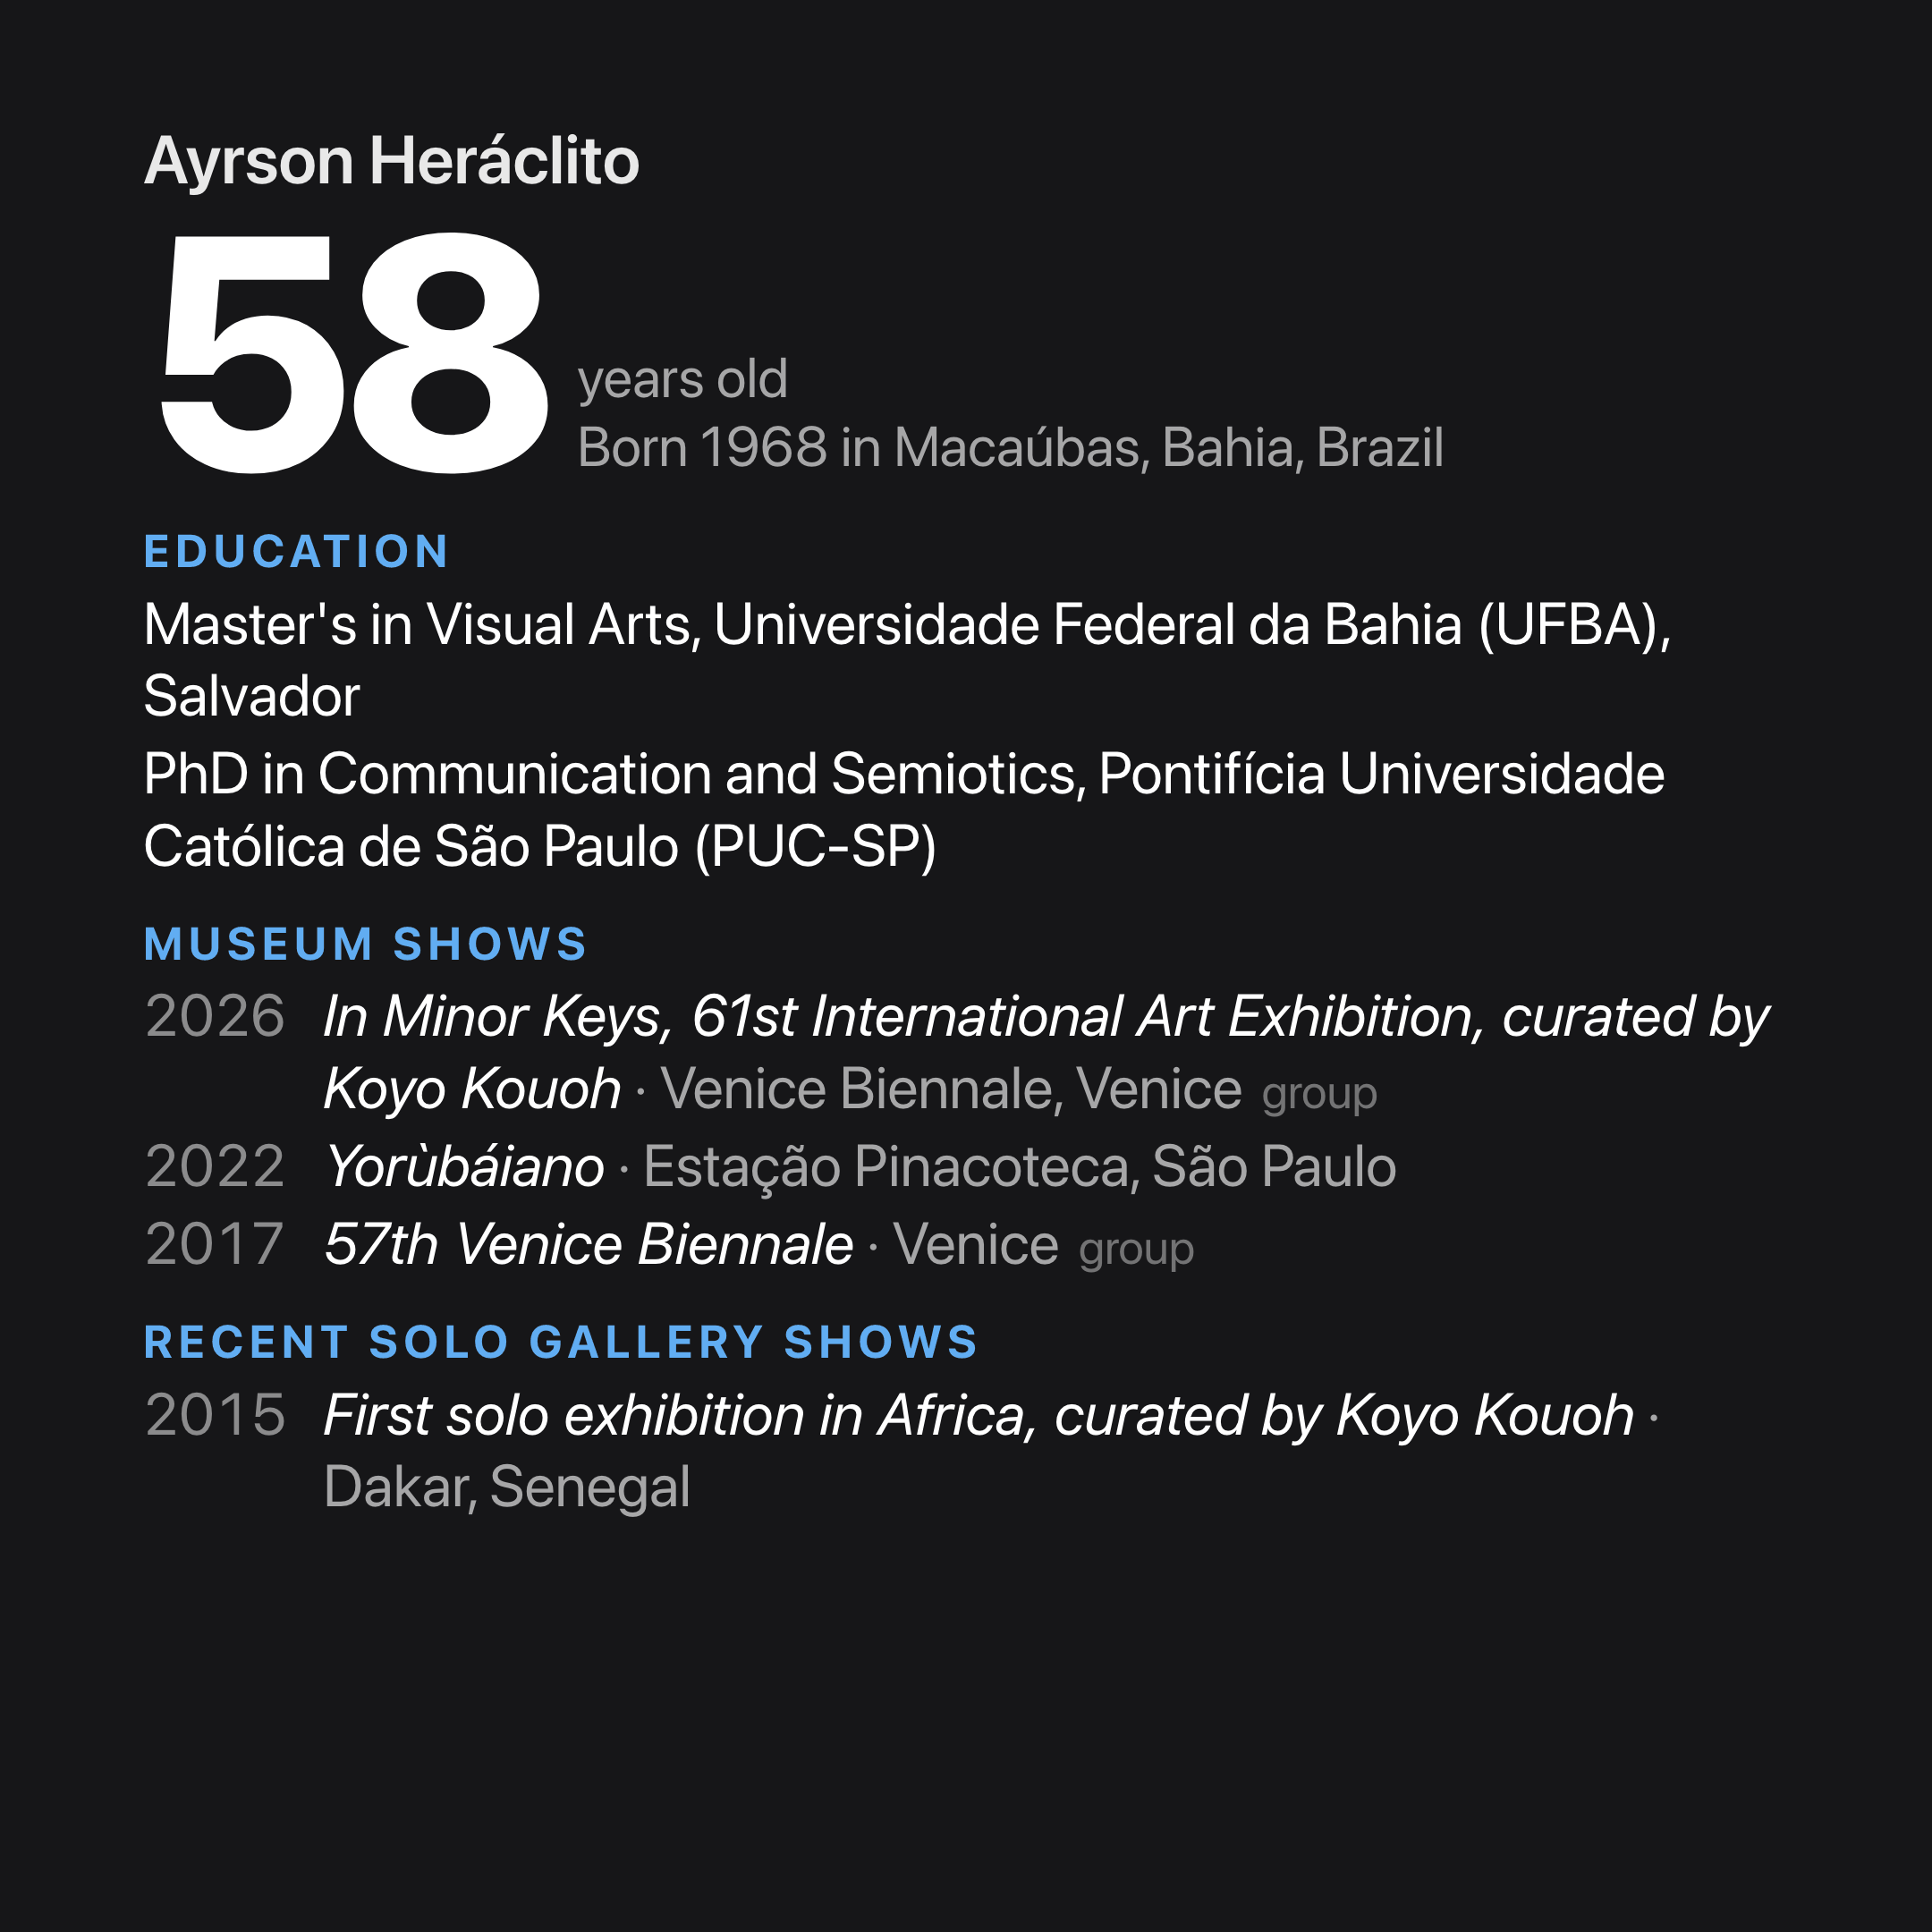 Ayrson Heráclito
58
years old
Born 1968 in Macaúbas, Bahia, Brazil
EDUCATION
Master's in Visual Arts, Universidade Federal da Bahia (UFBA),
Salvador
PhD in Communication and Semiotics, Pontifícia Universidade
Católica de São Paulo (PUC-SP)
MUSEUM SHOWS
2026 In Minor Keys, 61st International Art Exhibition, curated by
Koyo Kouoh · Venice Biennale, Venice group
2022 Yorùbáiano · Estação Pinacoteca, São Paulo
2017 57th Venice Biennale · Venice group
RECENT SOLO GALLERY SHOWS
2015 First solo exhibition in Africa, curated by Koyo Kouoh ·
Dakar, Senegal